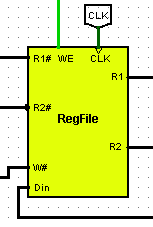 CLK
R1# WE CLK
R1
R2#
RegFile
R2
W#
Din